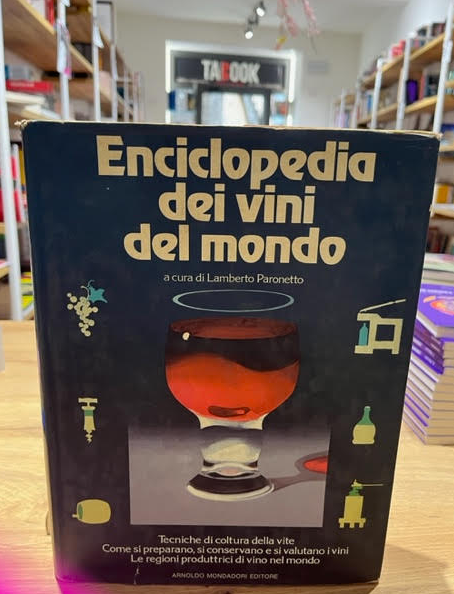 TABOOK
Enciclopedia
dei vini
del mondo
a cura di Lamberto Paronetto
Tecniche di coltura della vite
Come si preparano, si conservano e si valutano i vini
Le regioni produttrici di vino nel mondo
ARNOLDO MONDADORI EDITORE